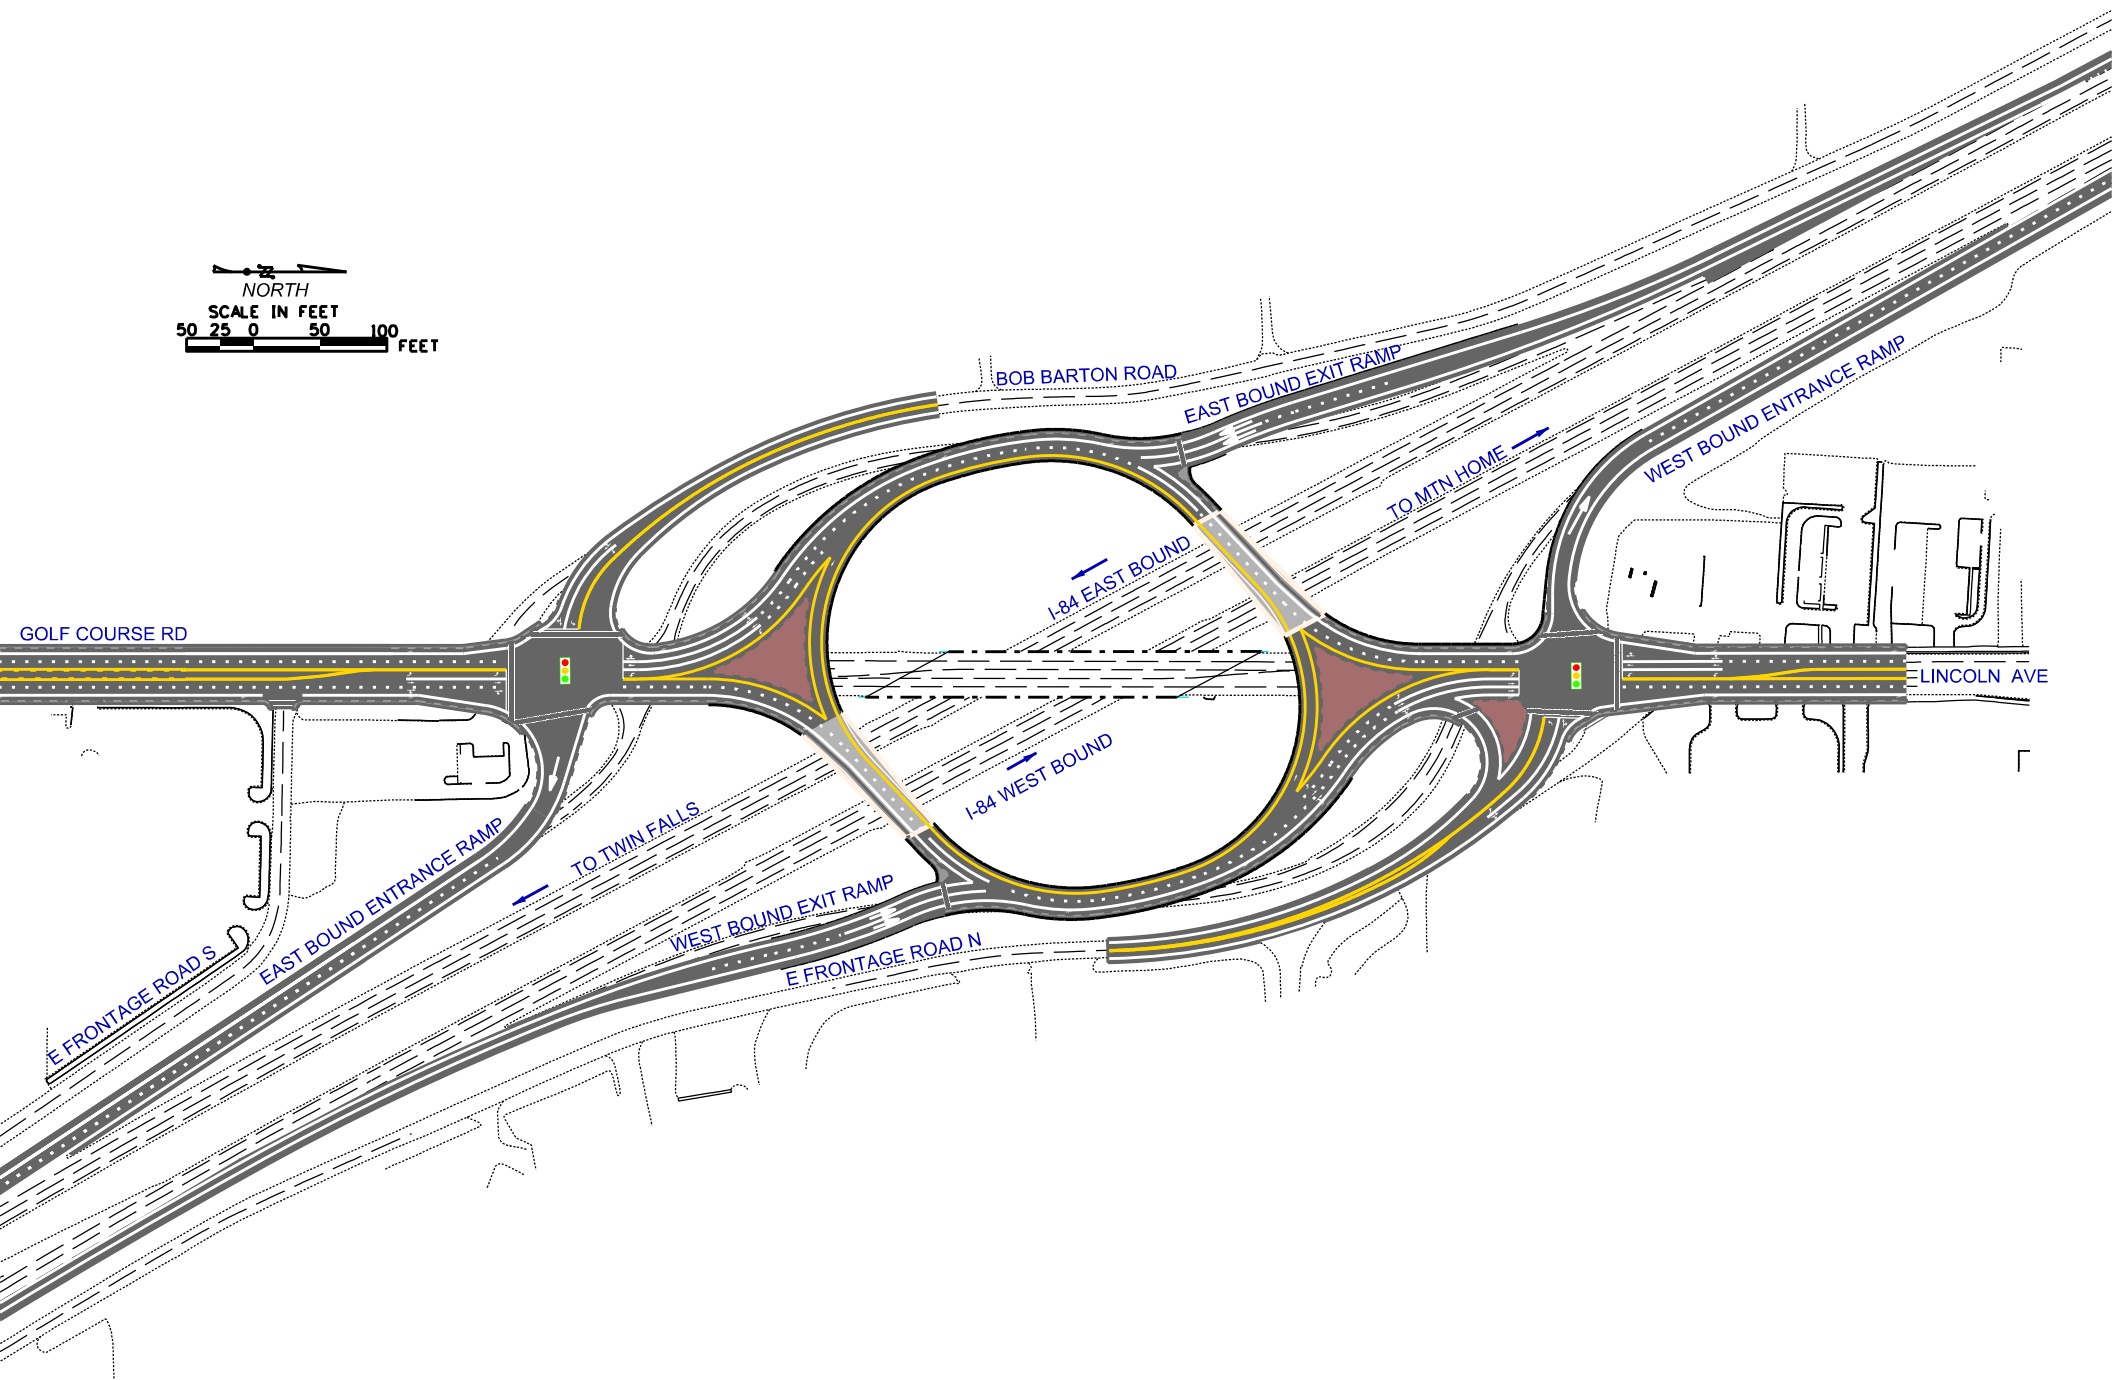 NORTH
SCALE IN FEET
50 25 0 50 100
FEET
BOB BARTON ROAD
EAST BOUND EXIT RAMP
WEST BOUND ENTRANCE RAMP
TO MTN HOME
I-84 EAST BOUND
GOLF COURSE RD
LINCOLN AVE
I-84 WEST BOUND
TO TWIN FALLS
EAST BOUND ENTRANCE RAMP
WEST BOUND EXIT RAMP
E FRONTAGE ROAD N
E FRONTAGE ROAD S